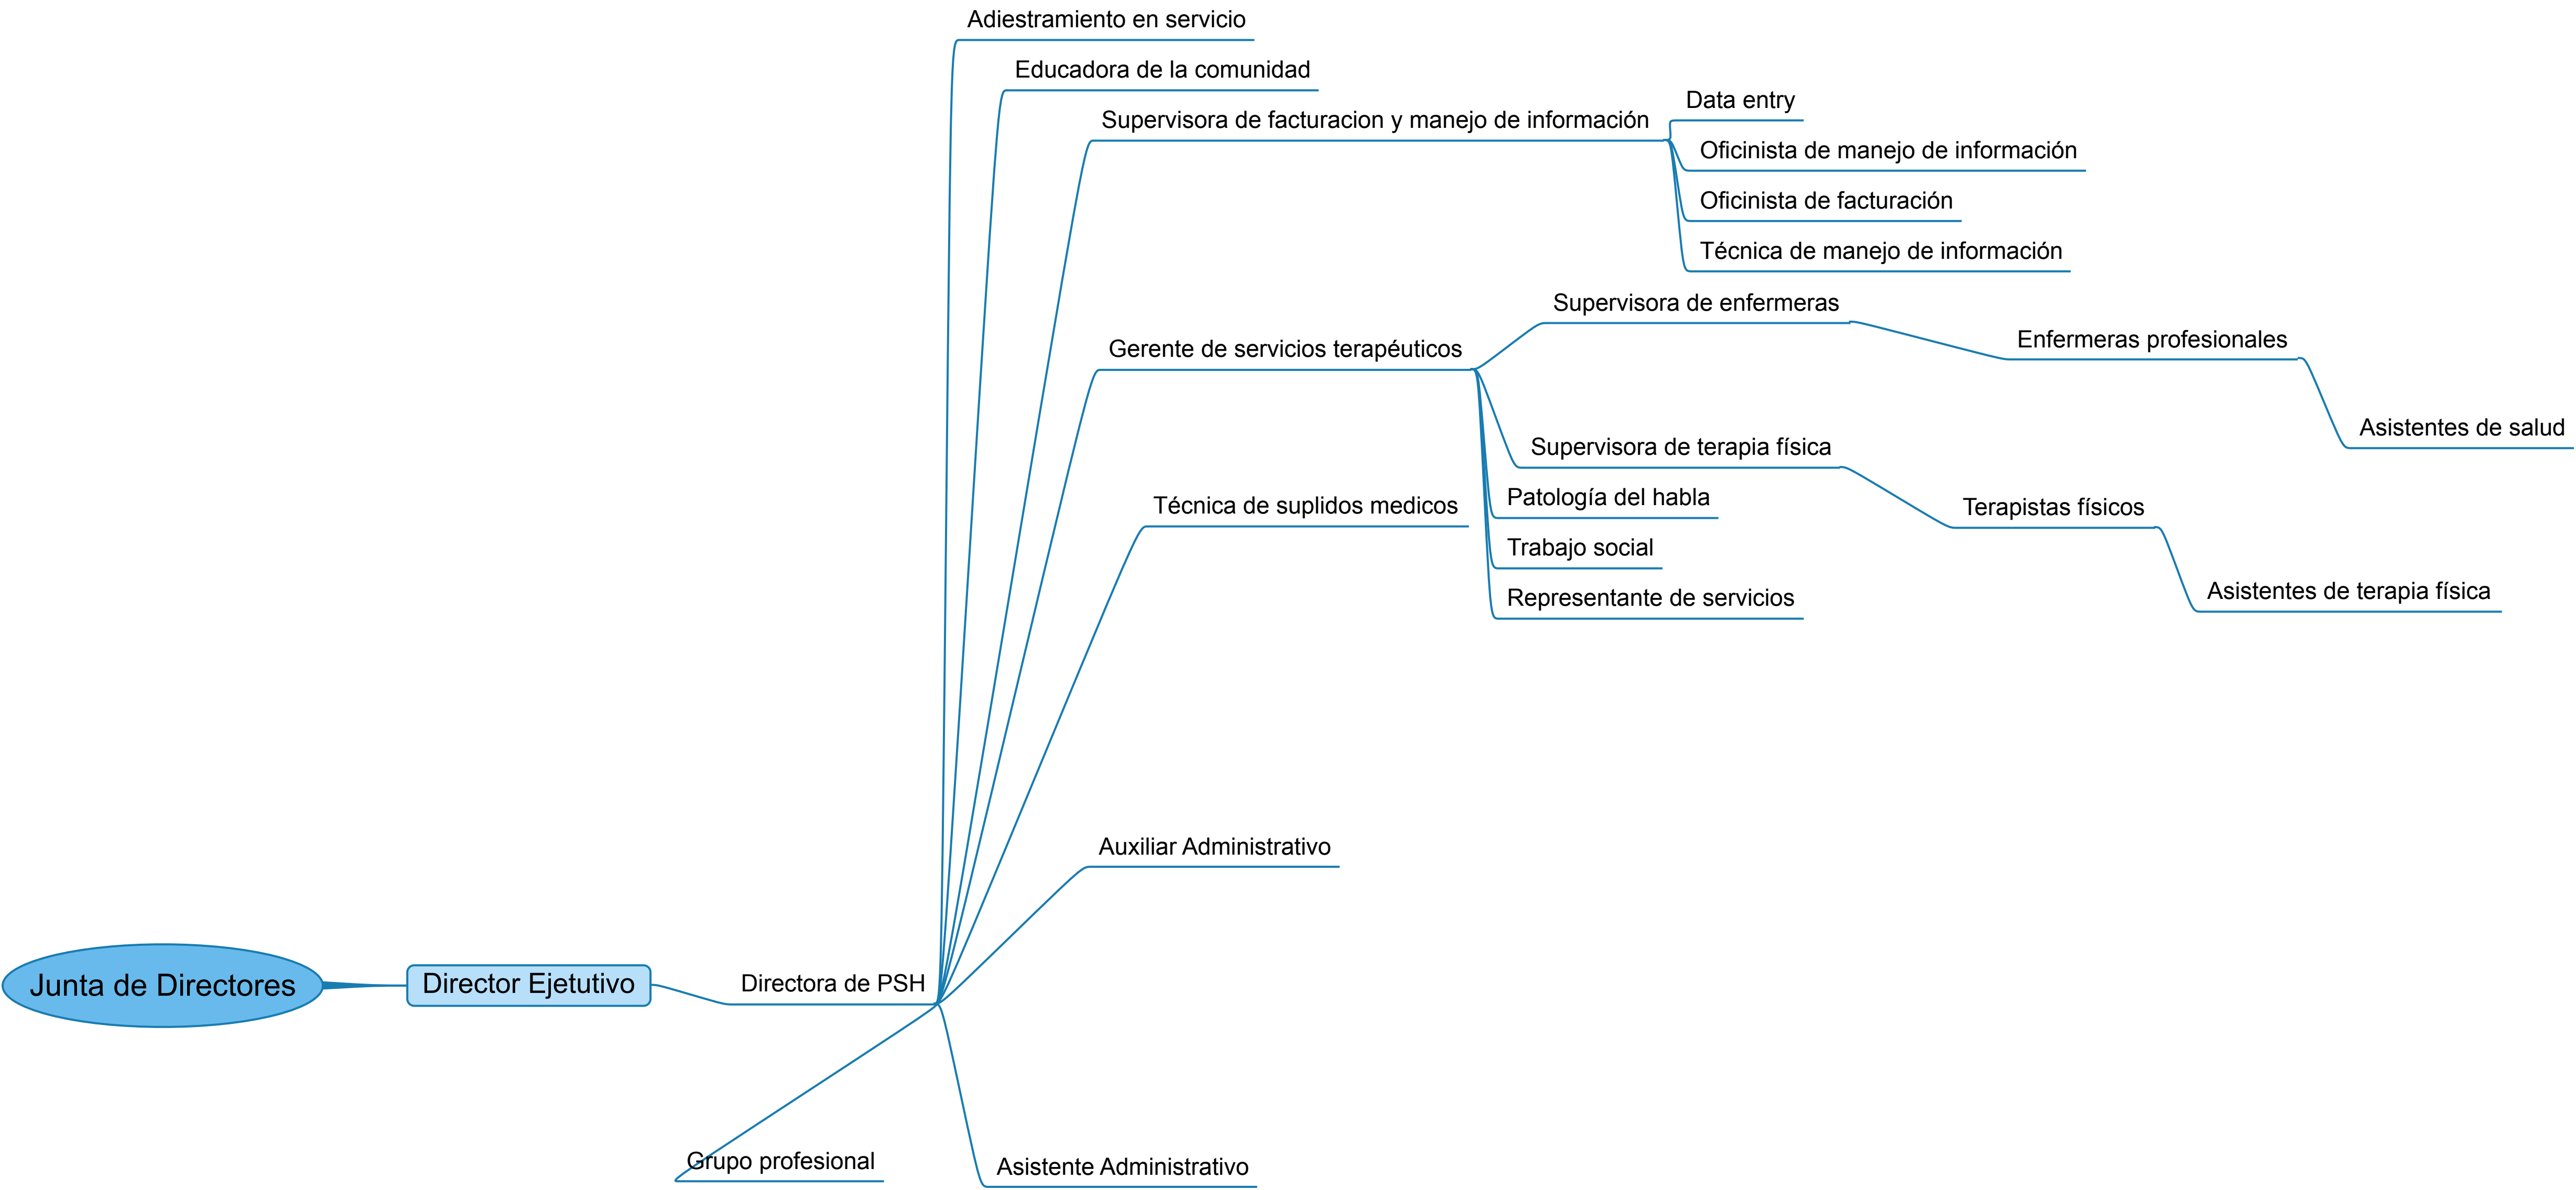 Adiestramiento en servicio
Educadora de la comunidad
Supervisora de facturacion y manejo de información
Data entry
Oficinista de manejo de información
Oficinista de facturación
Técnica de manejo de información
Gerente de servicios terapéuticos
Supervisora de enfermeras
Enfermeras profesionales
Asistentes de salud
Supervisora de terapia física
Terapistas físicos
Asistentes de terapia física
Patología del habla
Trabajo social
Representante de servicios
Técnica de suplidos medicos
Auxiliar Administrativo
Junta de Directores
Director Ejetutivo
Directora de PSH
Grupo profesional
Asistente Administrativo